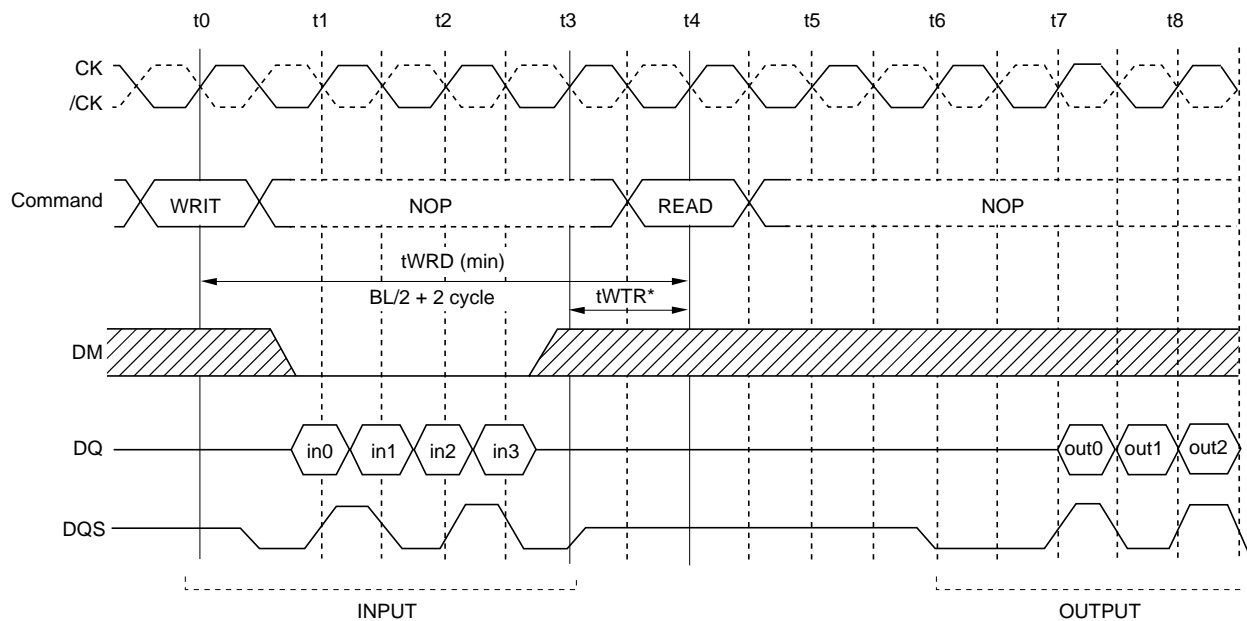 t0 t1 t2 t3 t4 t5 t6 t7 t8
CK
/CK
Command WRIT NOP READ NOP
tWRD (min)
BL/2 + 2 cycle tWTR*
DM
DQ in0 in1 in2 in3 out0 out1 out2
DQS
INPUT OUTPUT